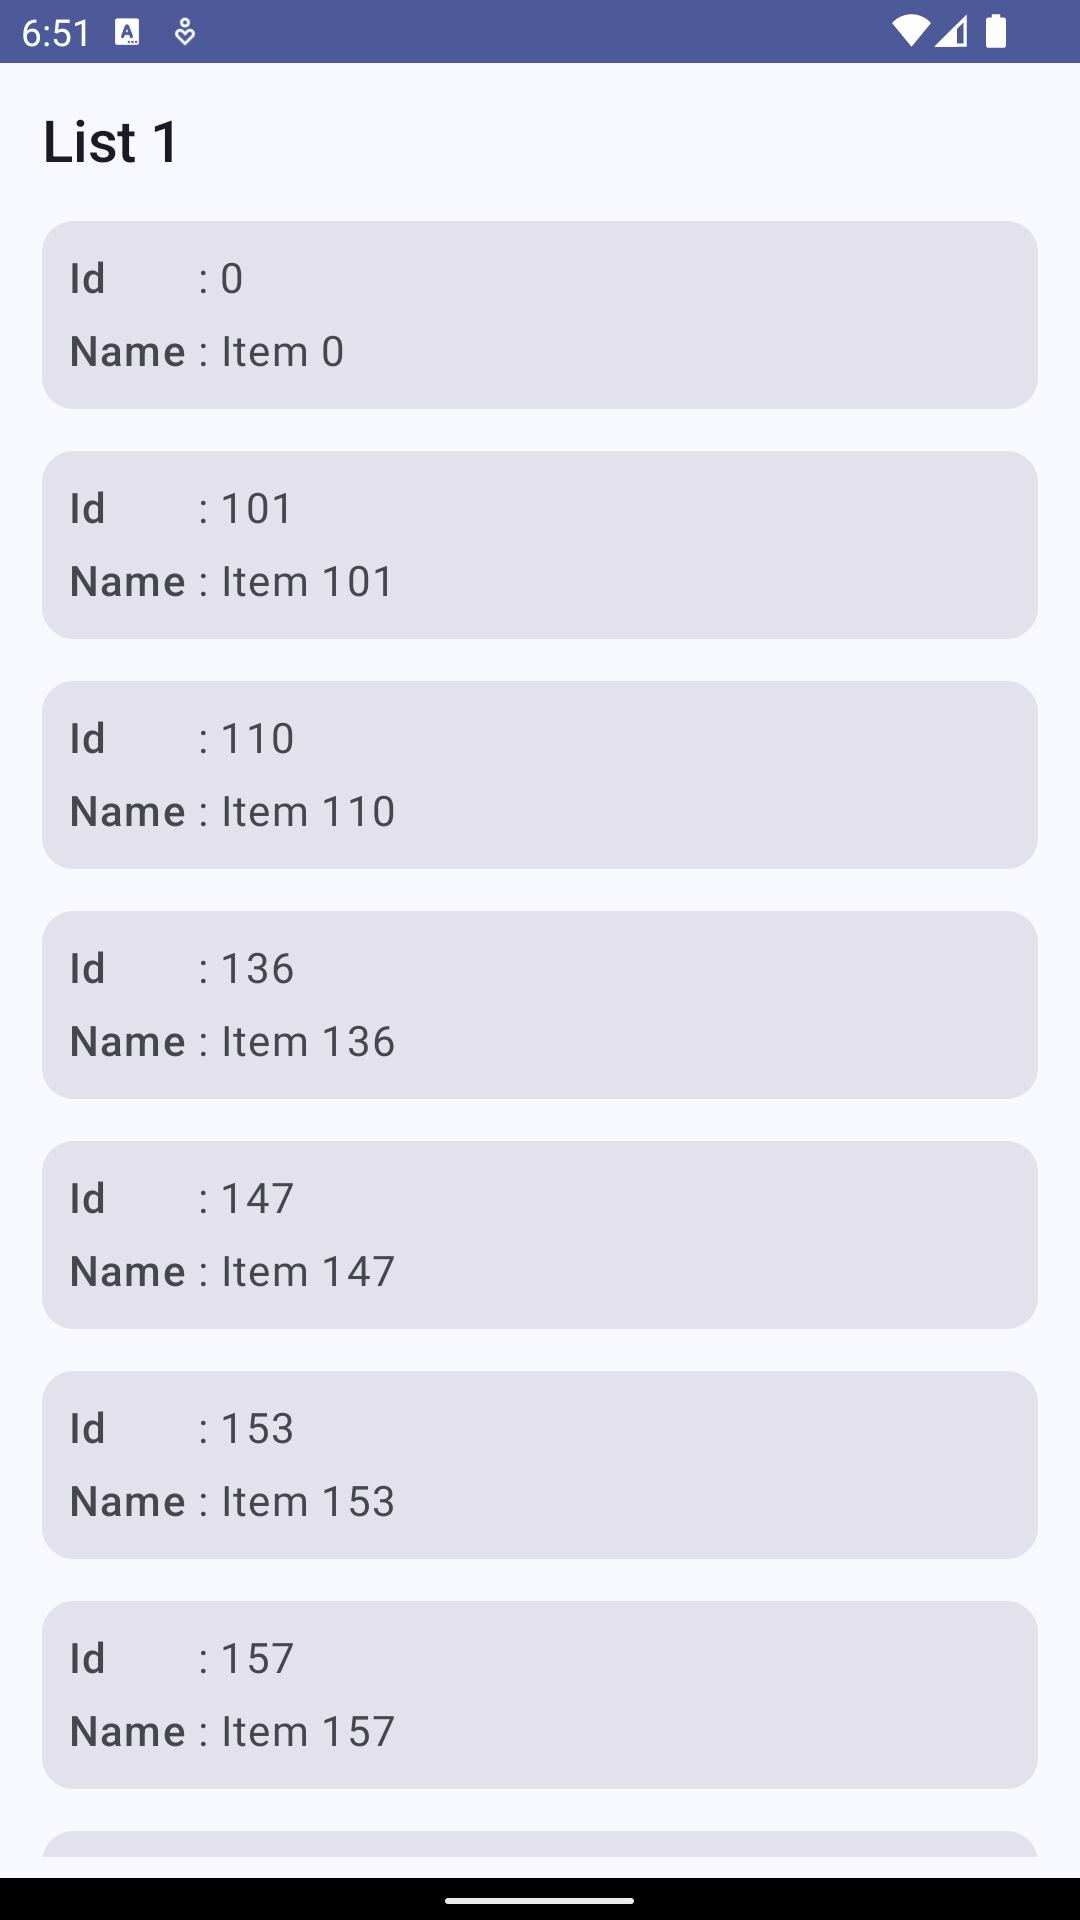 6:51
List 1
Id : 0
Name : Item 0
Id : 101
Name : Item 101
Id : 110
Name : Item 110
Id : 136
Name : Item 136
Id : 147
Name : Item 147
Id : 153
Name : Item 153
Id : 157
Name : Item 157